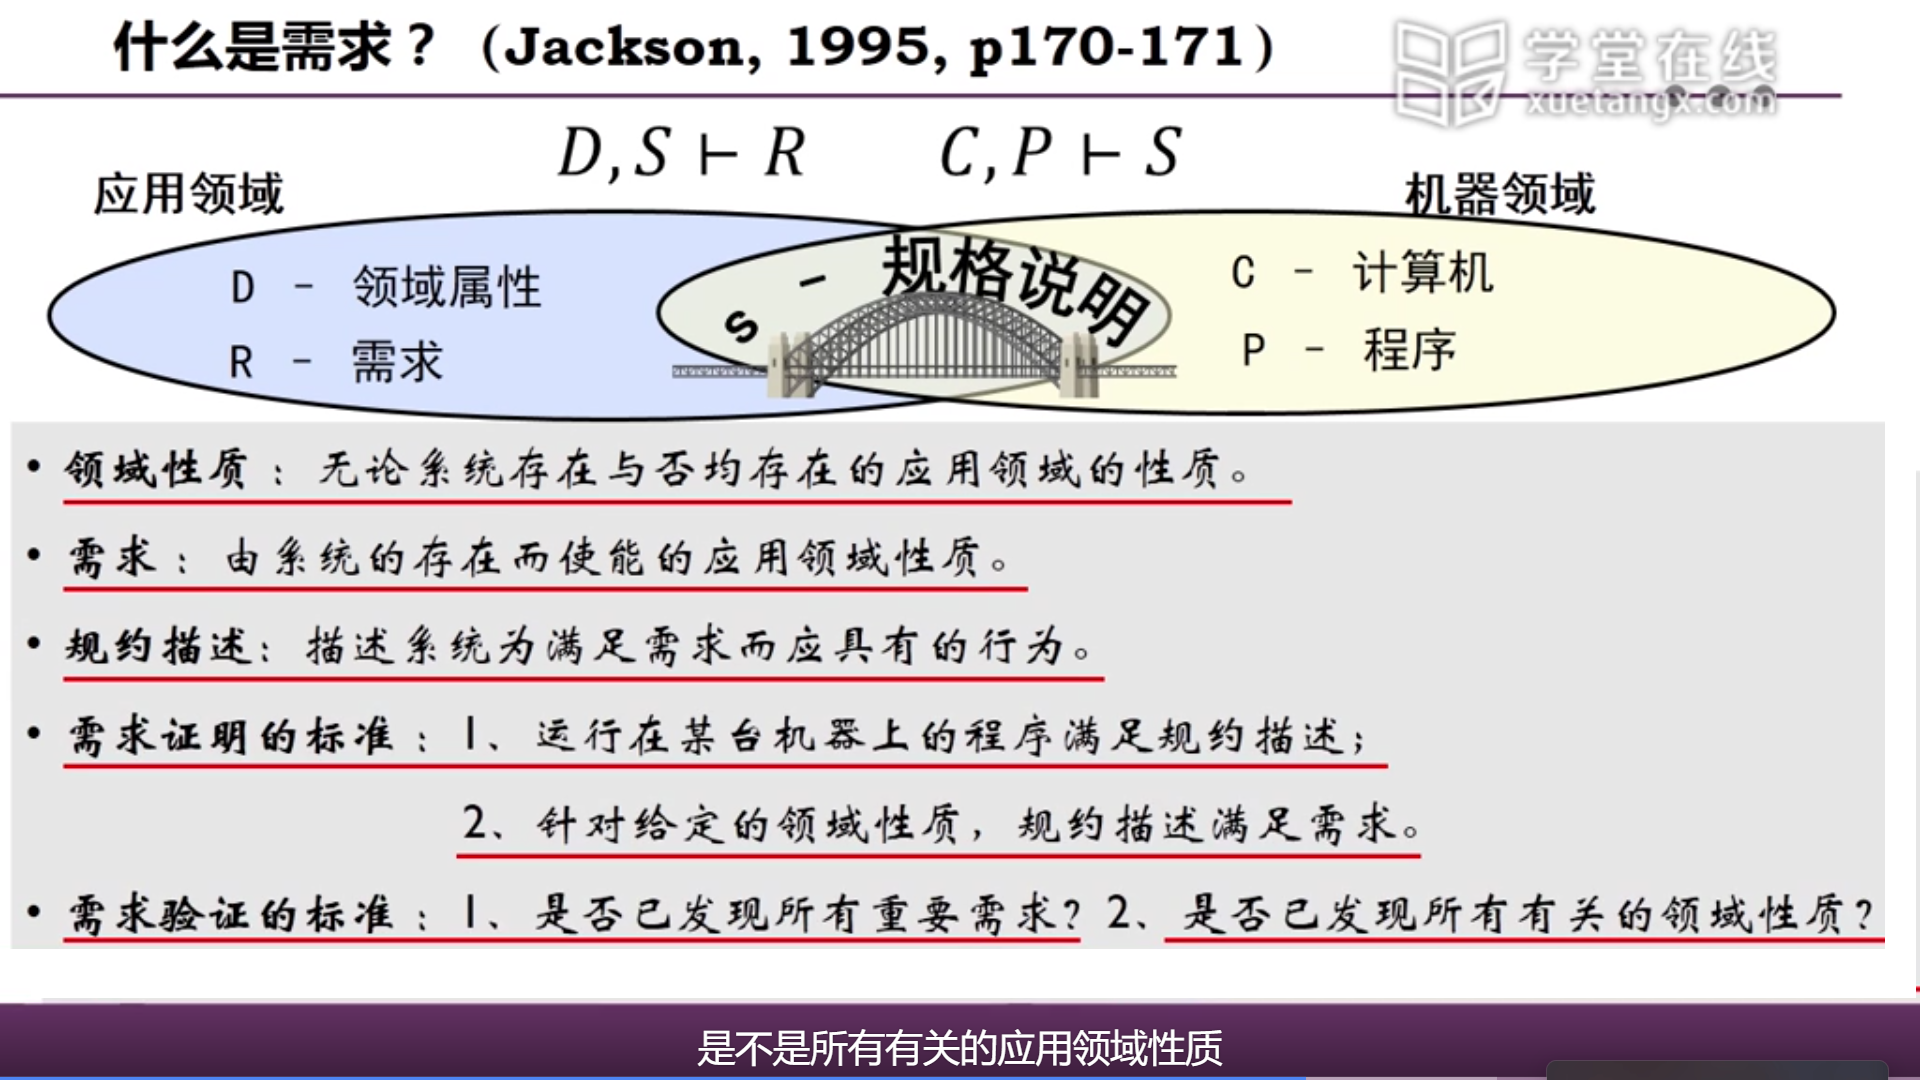 什么是需求？（Jackson, 1995, p170-171）
学堂在线
xuetangx.com
D,S ⊢ R
C,P ⊢ S
应用领域
机器领域
D - 领域属性
R - 需求
s - 规格说明
C - 计算机
P - 程序
• 领域性质：无论系统存在与否均存在的应用领域的性质。
• 需求：由系统的存在而使能的应用领域性质。
• 规约描述：描述系统为满足需求而应具有的行为。
• 需求证明的标准：1、运行在某台机器上的程序满足规约描述；
2、针对给定的领域性质，规约描述满足需求。
• 需求验证的标准：1、是否已发现所有重要需求？2、是否已发现所有有关的领域性质？
是不是所有有关的应用领域性质